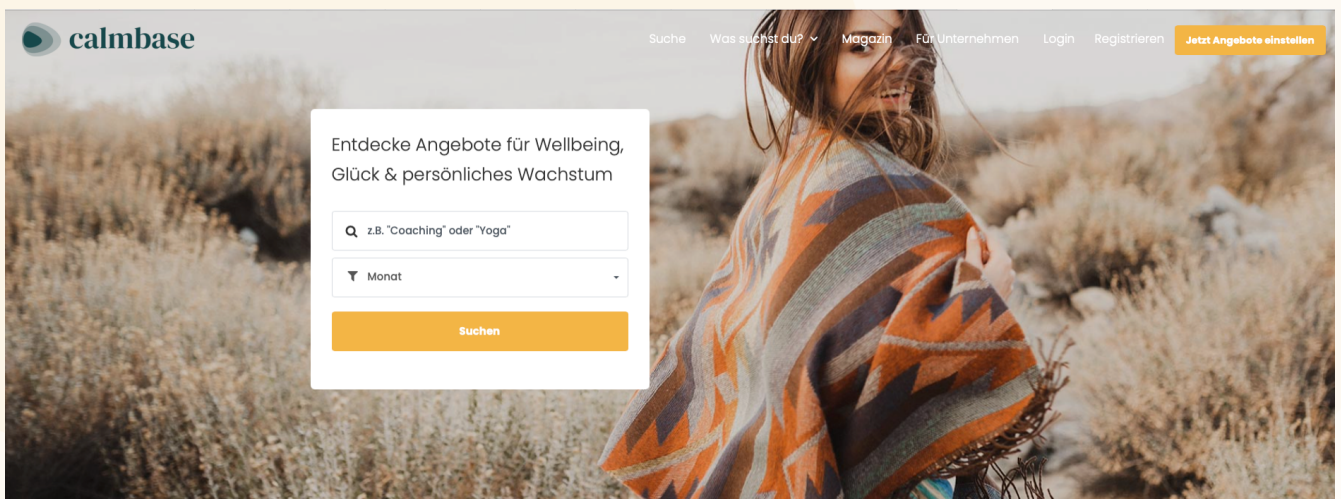 calmbase
Suche Was suchst du? Magazin Für Unternehmen Login Registrieren Jetzt Angebote einstellen
Entdecke Angebote für Wellbeing,
Glück & persönliches Wachstum
z.B. "Coaching" oder "Yoga"
Monat
Suchen